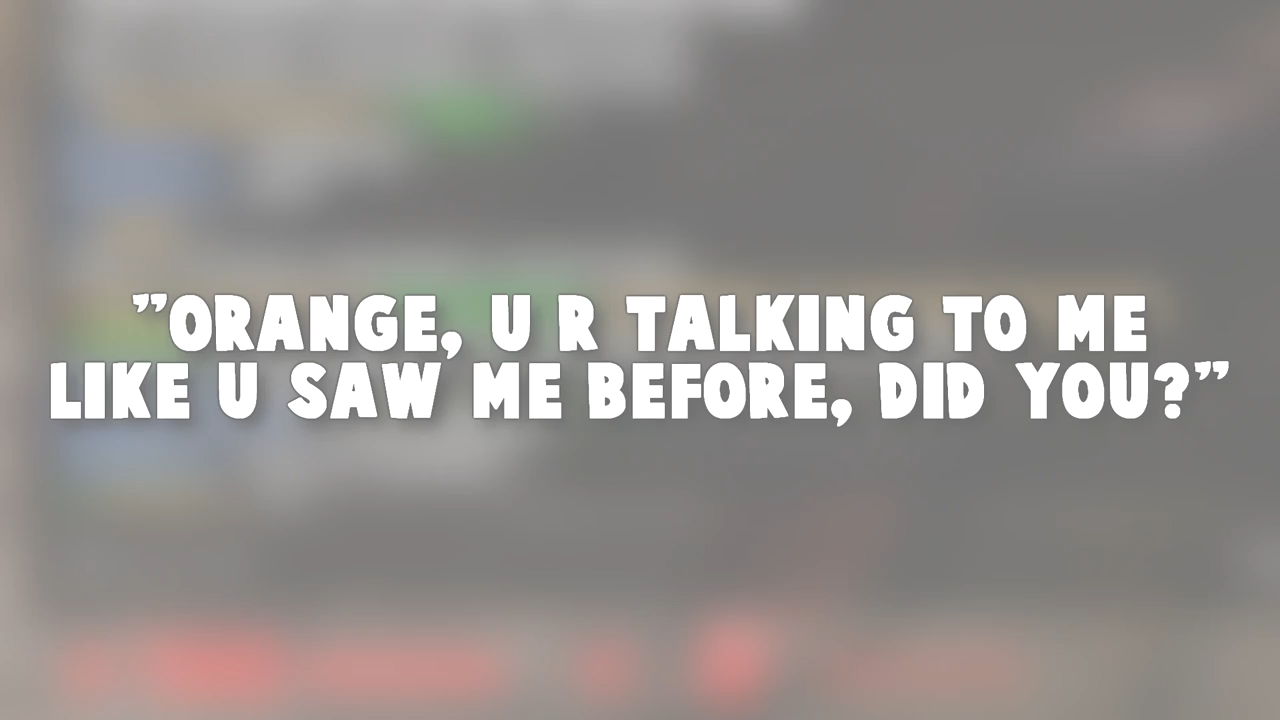 "ORANGE, U R TALKING TO ME
LIKE U SAW ME BEFORE, DID YOU?"